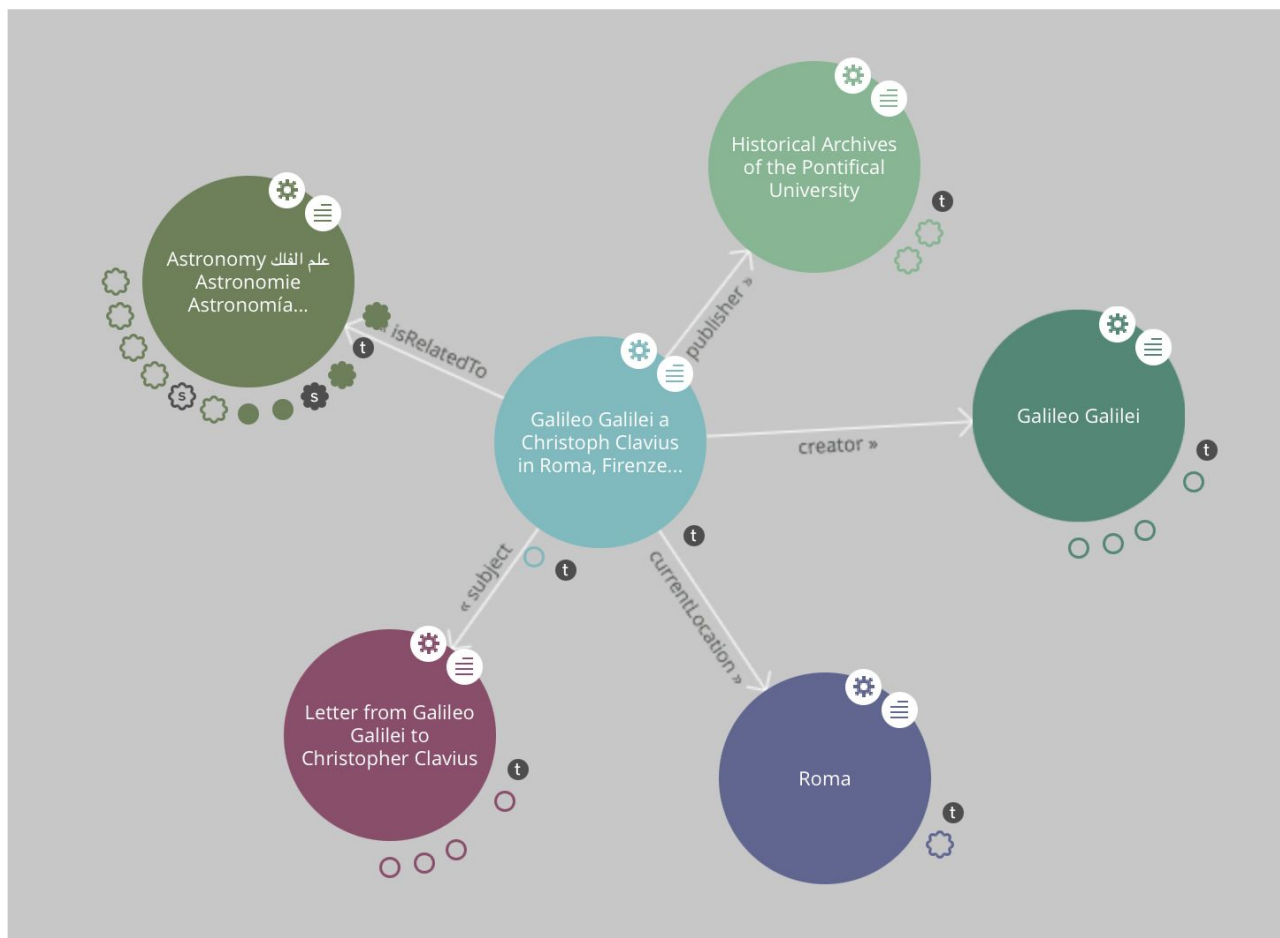 Historical Archives
of the Pontifical
University
t
Astronomy علم الفلك
Astronomie
Astronomía...
t
s
s
« isRelatedTo
publisher »
Galileo Galilei a
Christoph Clavius
in Roma, Firenze...
creator »
Galileo Galilei
t
t
t
« subject
currentLocation »
Letter from Galileo
Galilei to
Christopher Clavius
t
Roma
t